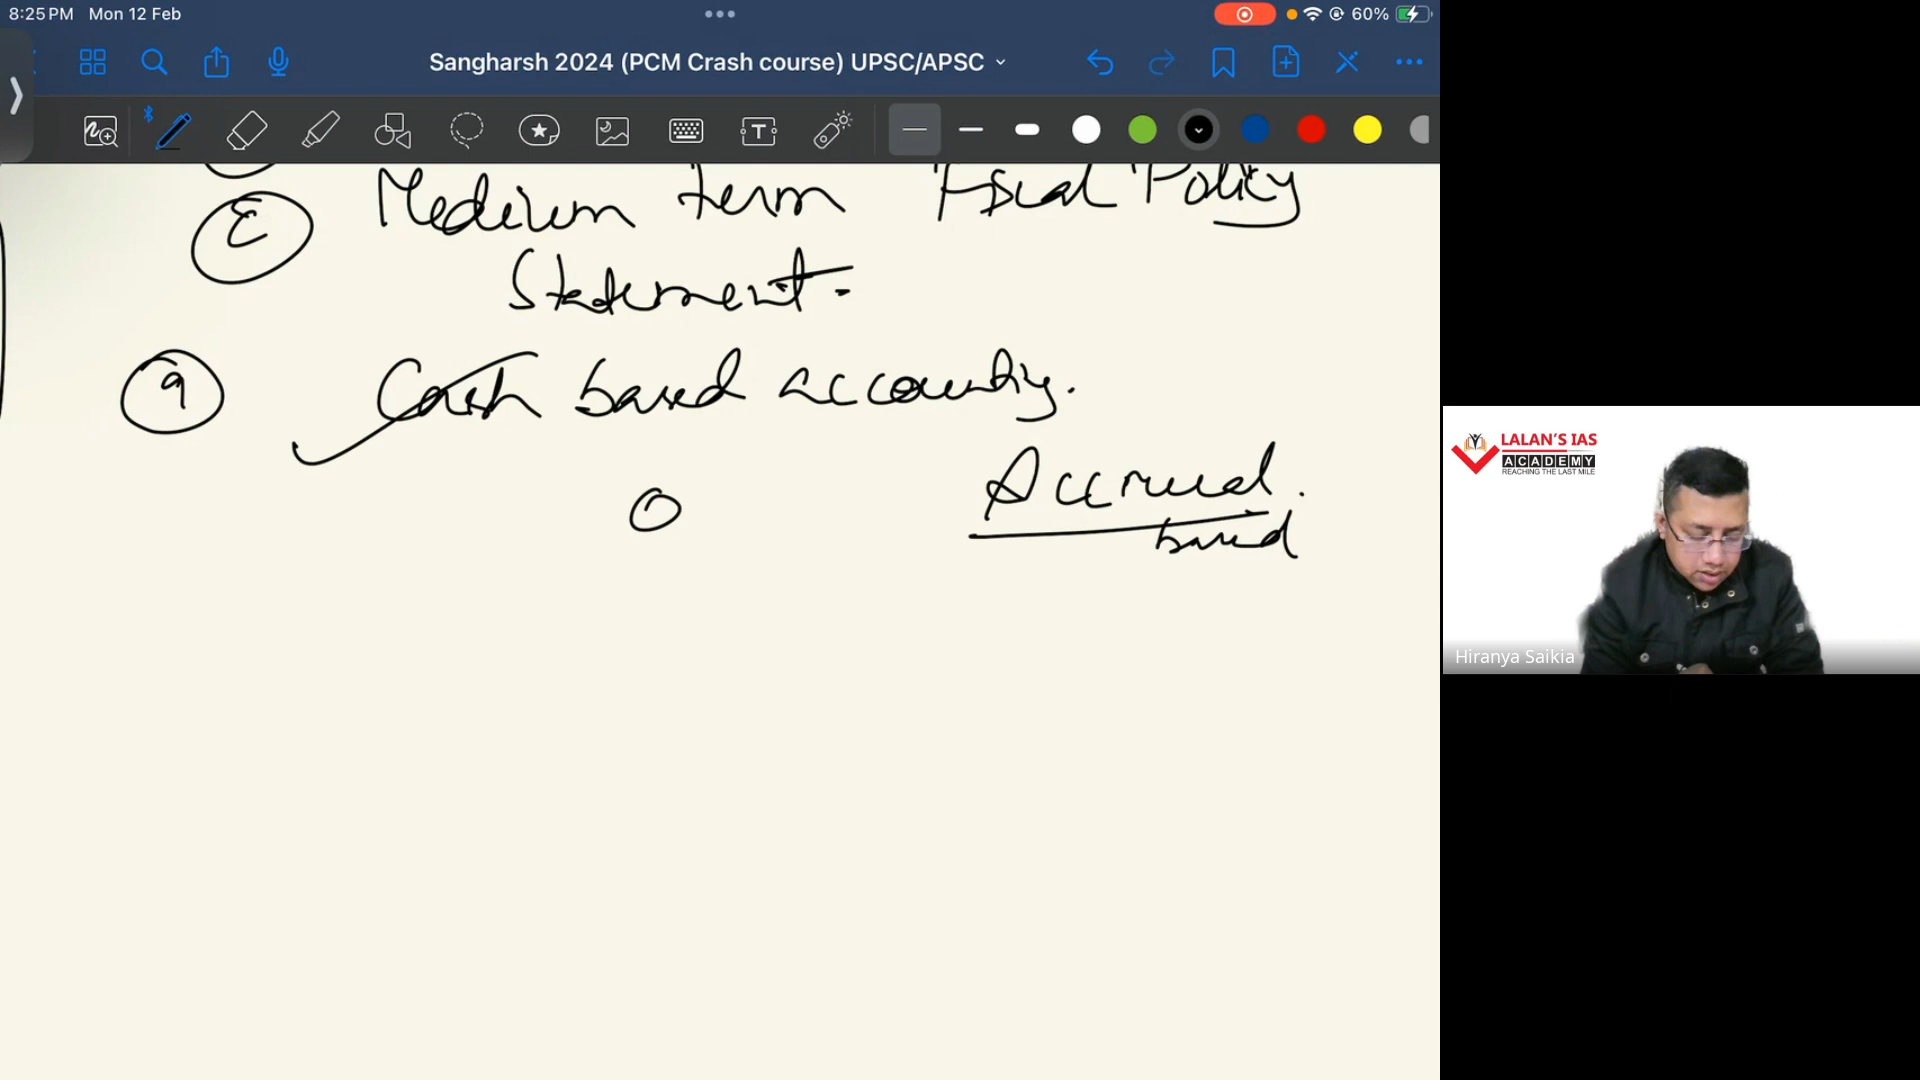 8:25 PM Mon 12 Feb
60%
Sangharsh 2024 (PCM Crash course) UPSC/APSC
Medium term Fiscal Policy
Statement.
9 Cash based accounting.
Accrual.
based
LALAN'S IAS
ACADEMY
REACHING THE LAST MILE
Hiranya Saikia